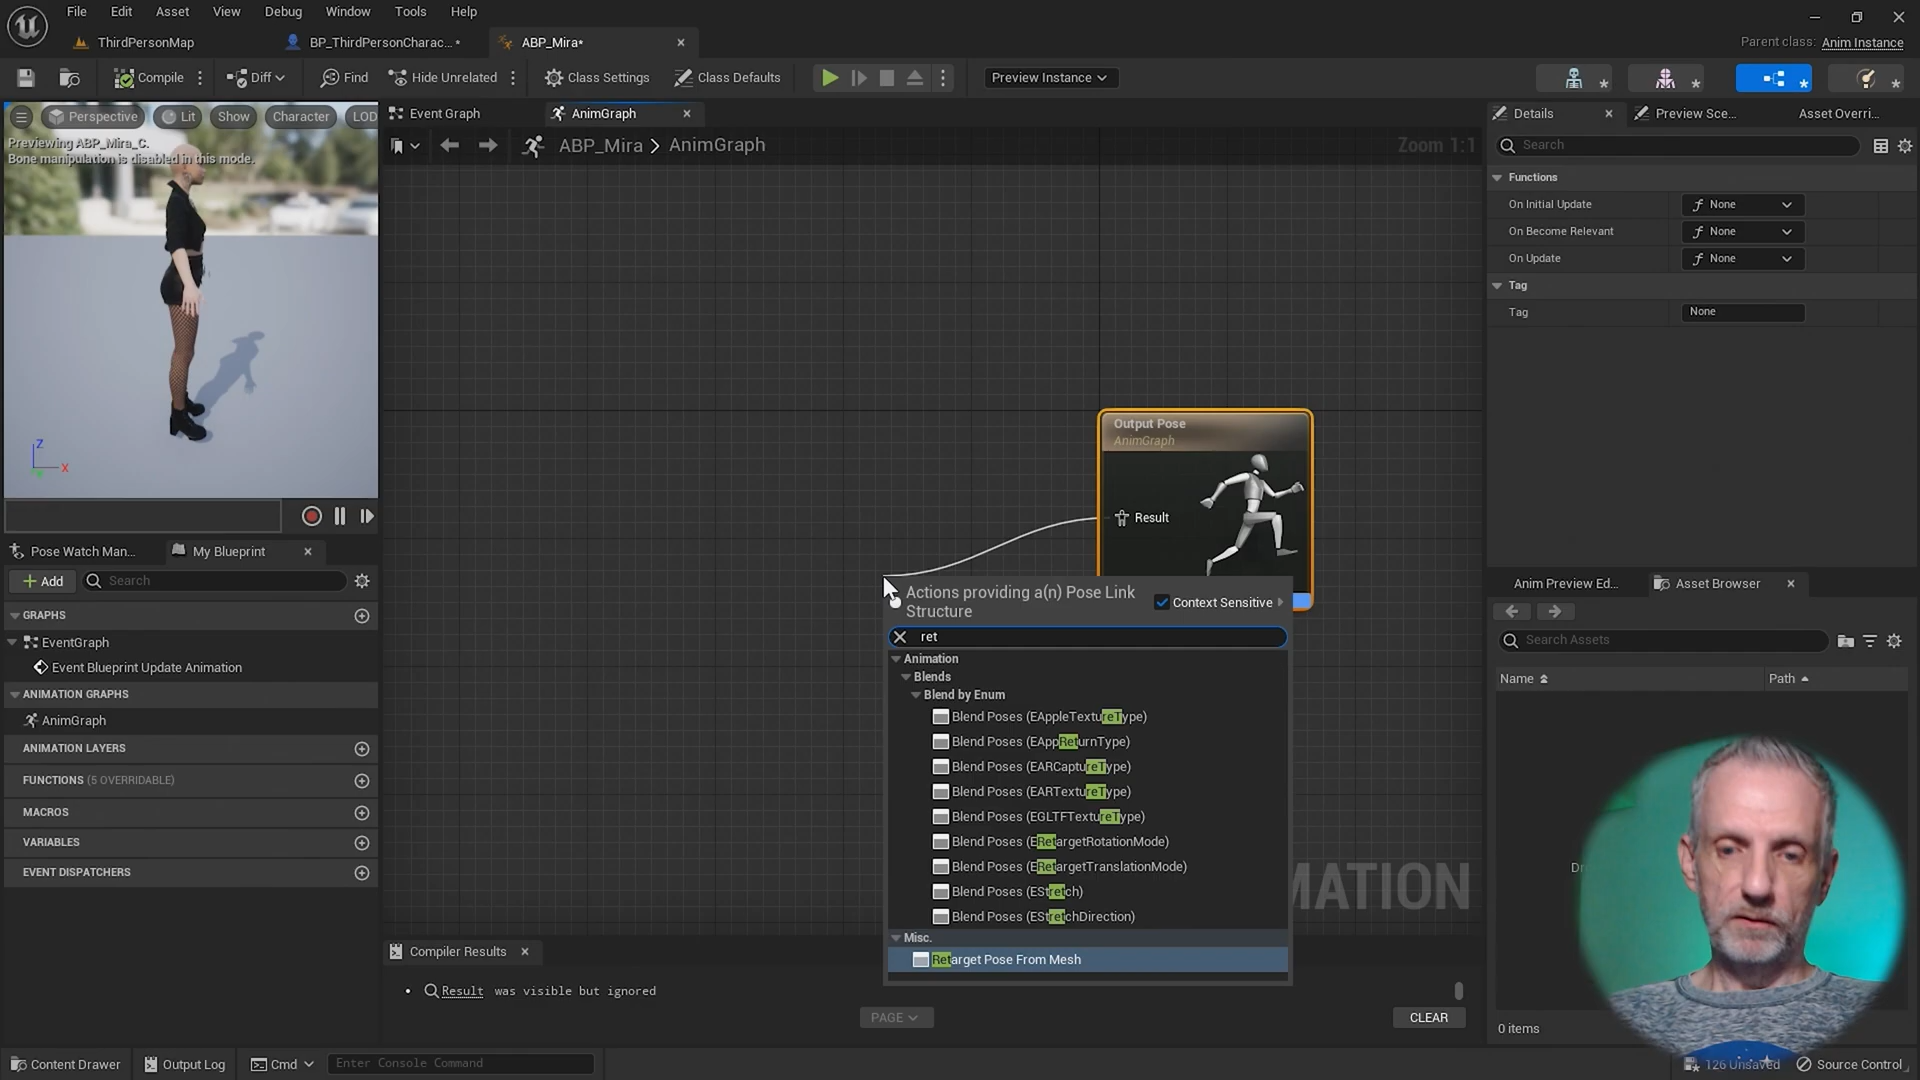 File Edit Asset View Debug Window Tools Help
ThirdPersonMap
BP_ThirdPersonCharac... *
ABP_Mira*
Parent class: Anim Instance
Compile
Diff
Find
Hide Unrelated
Class Settings
Class Defaults
Preview Instance
Perspective
Lit
Show
Character
LOD
Previewing ABP_Mira_C.
Bone manipulation is disabled in this mode.
Z
X
Event Graph
AnimGraph
ABP_Mira > AnimGraph
Zoom 1:1
Output Pose
AnimGraph
Result
Actions providing a(n) Pose Link
Structure
Context Sensitive
ret
Animation
Blends
Blend by Enum
Blend Poses (EAppleTextureType)
Blend Poses (EAppReturnType)
Blend Poses (EARCaptureType)
Blend Poses (EARTextureType)
Blend Poses (EGLTFTextureType)
Blend Poses (ERetargetRotationMode)
Blend Poses (ERetargetTranslationMode)
Blend Poses (EStretch)
Blend Poses (EStretchDirection)
Misc.
Retarget Pose From Mesh
MATION
Pose Watch Man...
My Blueprint
Add
Search
GRAPHS
EventGraph
Event Blueprint Update Animation
ANIMATION GRAPHS
AnimGraph
ANIMATION LAYERS
FUNCTIONS (5 OVERRIDABLE)
MACROS
VARIABLES
EVENT DISPATCHERS
Compiler Results
• Result was visible but ignored
PAGE
CLEAR
Details
Preview Sce...
Asset Overri...
Search
Functions
On Initial Update None
On Become Relevant None
On Update None
Tag
Tag None
Anim Preview Ed...
Asset Browser
Search Assets
Name
Path
Dr
0 items
Content Drawer
Output Log
Cmd
Enter Console Command
126 Unsaved
Source Control